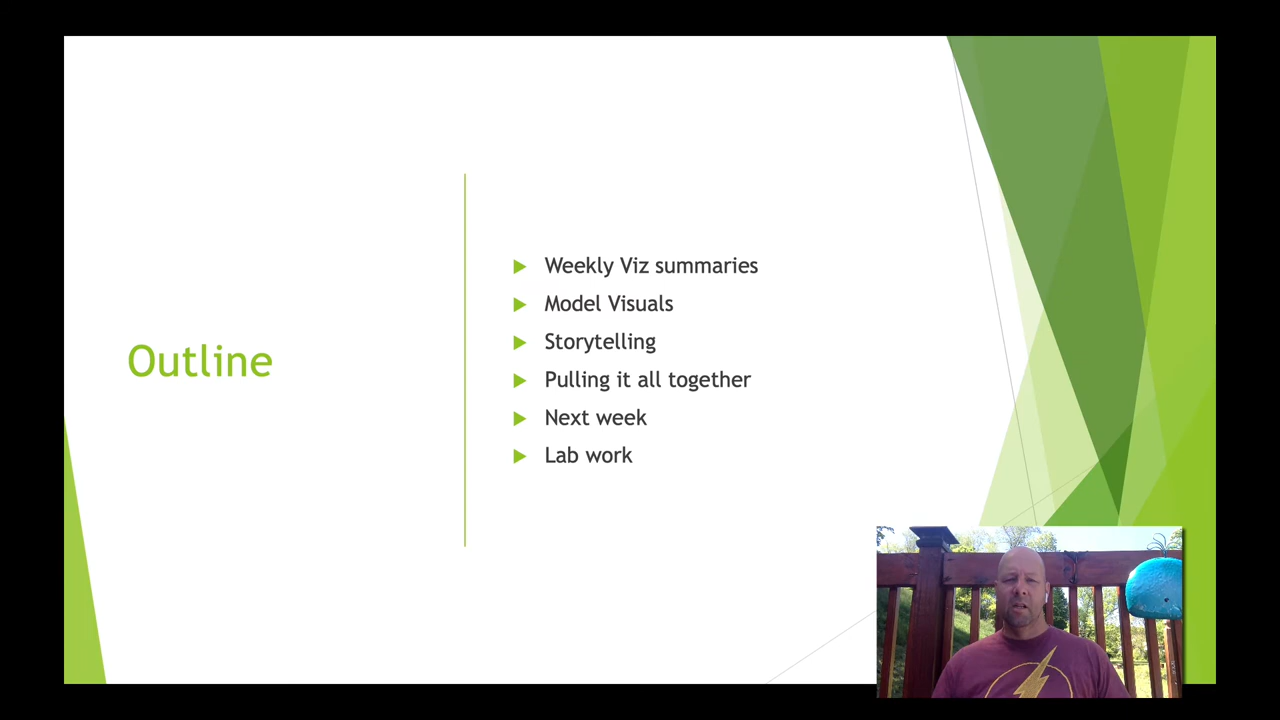 Outline
Weekly Viz summaries
Model Visuals
Storytelling
Pulling it all together
Next week
Lab work